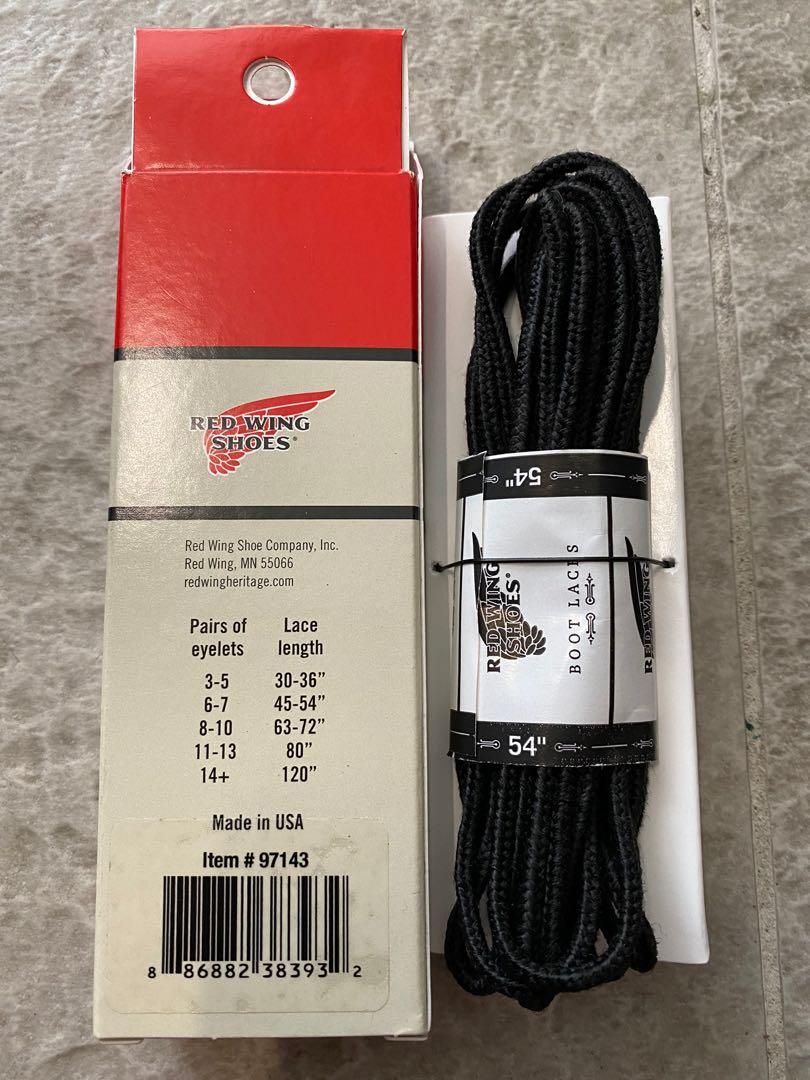 RED WING
SHOES®
Red Wing Shoe Company, Inc.
Red Wing, MN 55066
redwingheritage.com
Pairs of eyelets Lace length
3-5 30-36”
6-7 45-54”
8-10 63-72”
11-13 80”
14+ 120”
Made in USA
Item # 97143
8 86882 38393 2
54"
RED WING
SHOES®
BOOT LACES
RED WING
54"